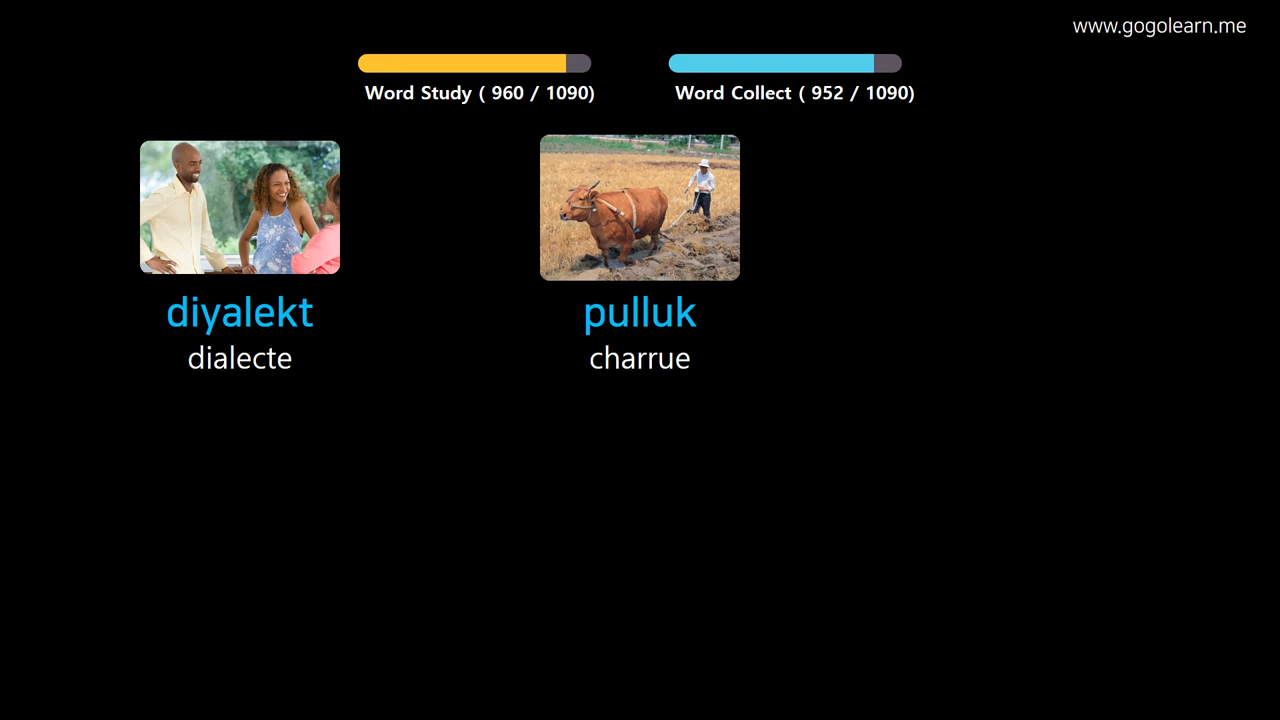 www.gogolearn.me
Word Study ( 960 / 1090)
Word Collect ( 952 / 1090)
diyalekt
dialecte
pulluk
charrue